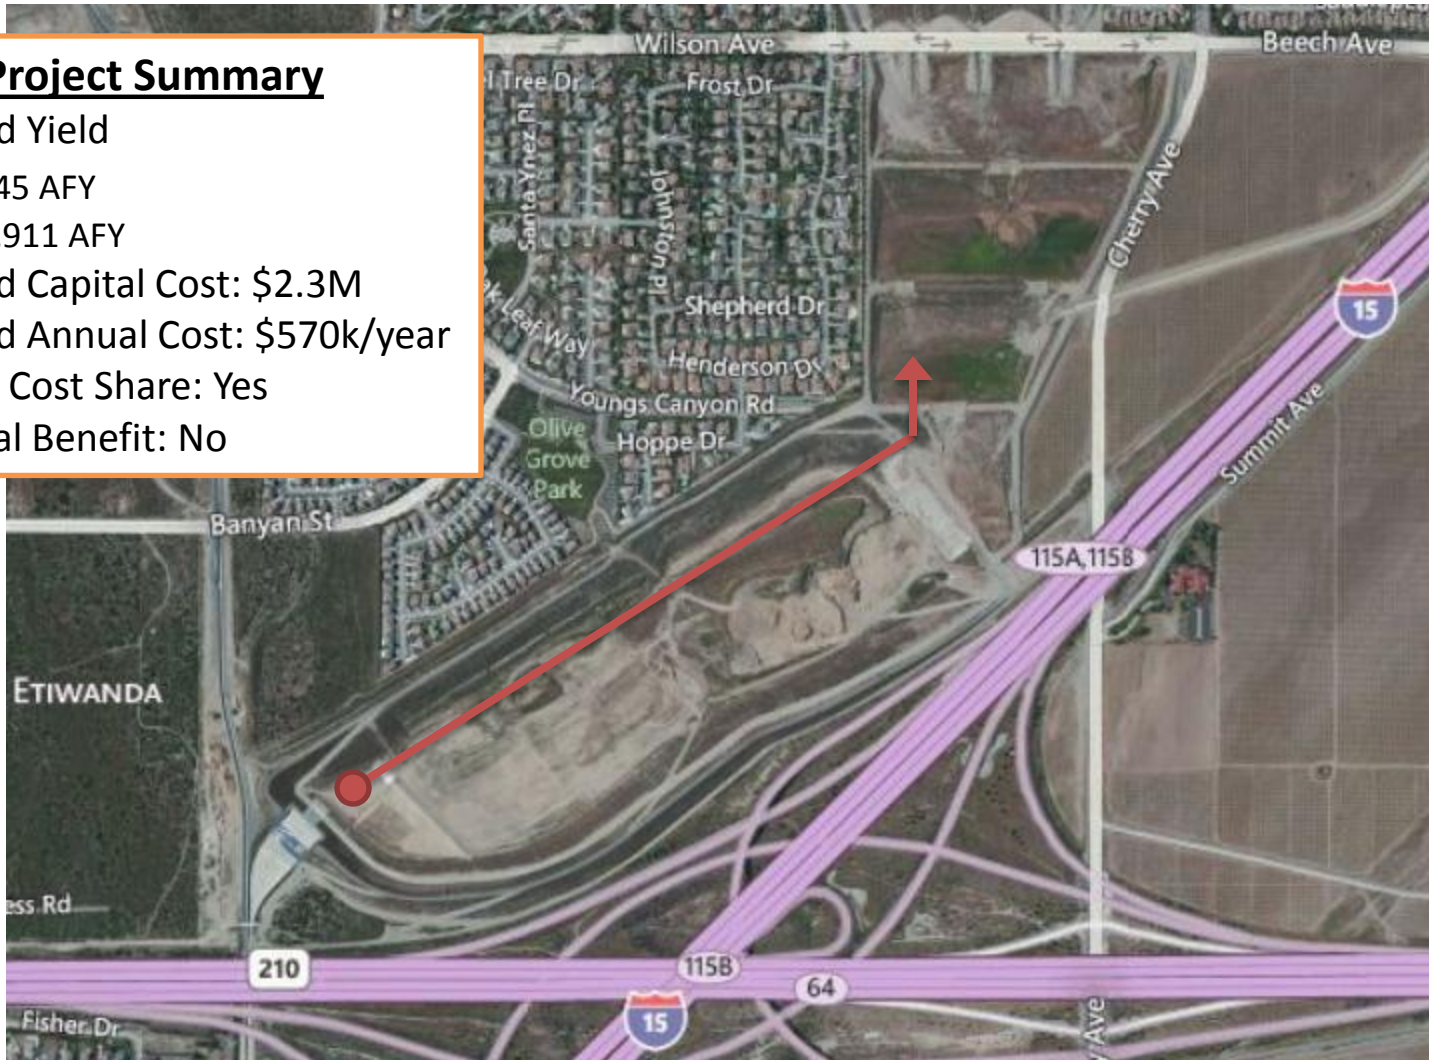 Project Summary
d Yield
45 AFY
911 AFY
d Capital Cost: $2.3M
d Annual Cost: $570k/year
Cost Share: Yes
al Benefit: No
Wilson Ave
Beech Ave
l Tree Dr
Frost Dr
Santa Ynez Pl
Johnston Pl
Cherry Ave
Shepherd Dr
ak Leaf Way
Henderson Dr
15
Youngs Canyon Rd
Summit Ave
Olive
Grove
Park
Hoppe Dr
Banyan St
115A,115B
ETIWANDA
ess Rd
210
115B
64
15
Fisher Dr
y Ave